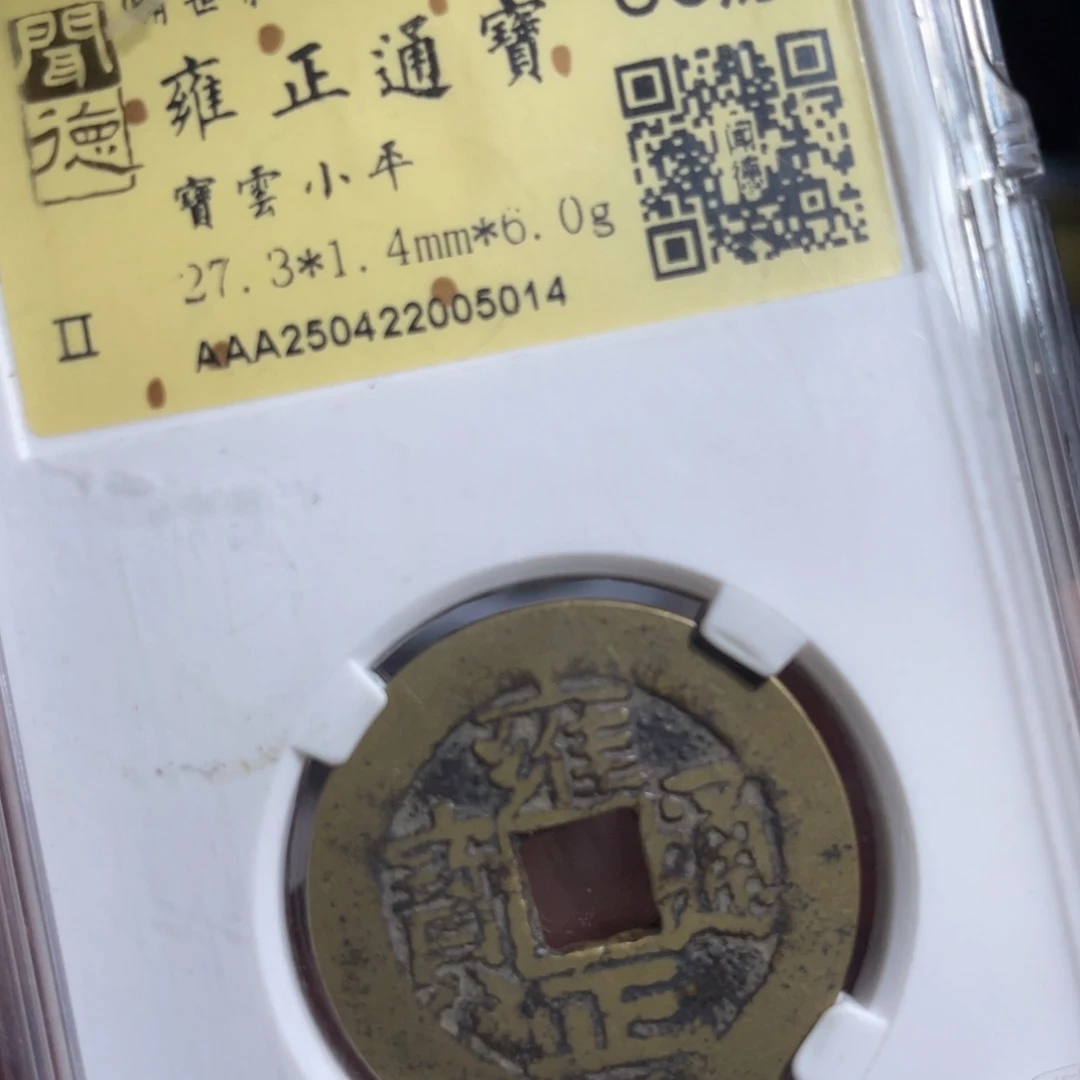 聞德
雍正通寶
寶雲小平
27.3*1.4mm*6.0g
II
AAA250422005014
闻德
雍正通寶